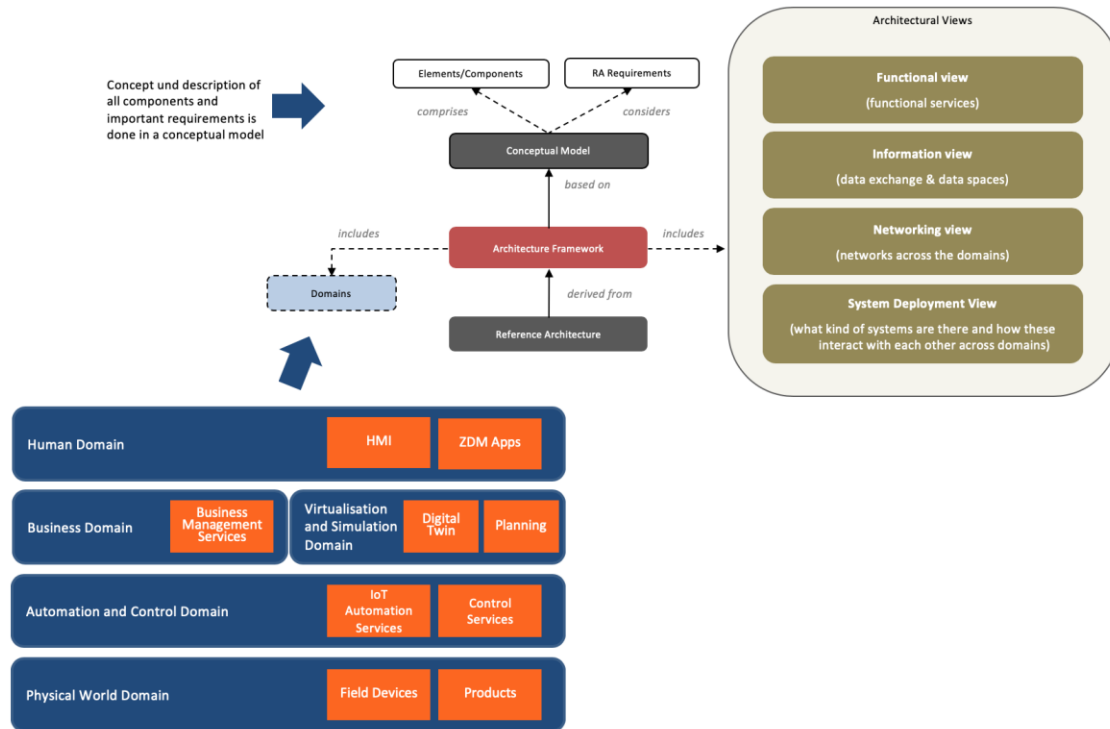 Architectural Views
Functional view
(functional services)
Information view
(data exchange & data spaces)
Networking view
(networks across the domains)
System Deployment View
(what kind of systems are there and how these
interact with each other across domains)
Concept und description of
all components and
important requirements is
done in a conceptual model
Elements/Components
RA Requirements
comprises
considers
Conceptual Model
based on
includes
Architecture Framework
includes
Domains
derived from
Reference Architecture
Human Domain
HMI
ZDM Apps
Business Domain
Business
Management
Services
Virtualisation
and Simulation
Domain
Digital
Twin
Planning
Automation and Control Domain
IoT
Automation
Services
Control
Services
Physical World Domain
Field Devices
Products